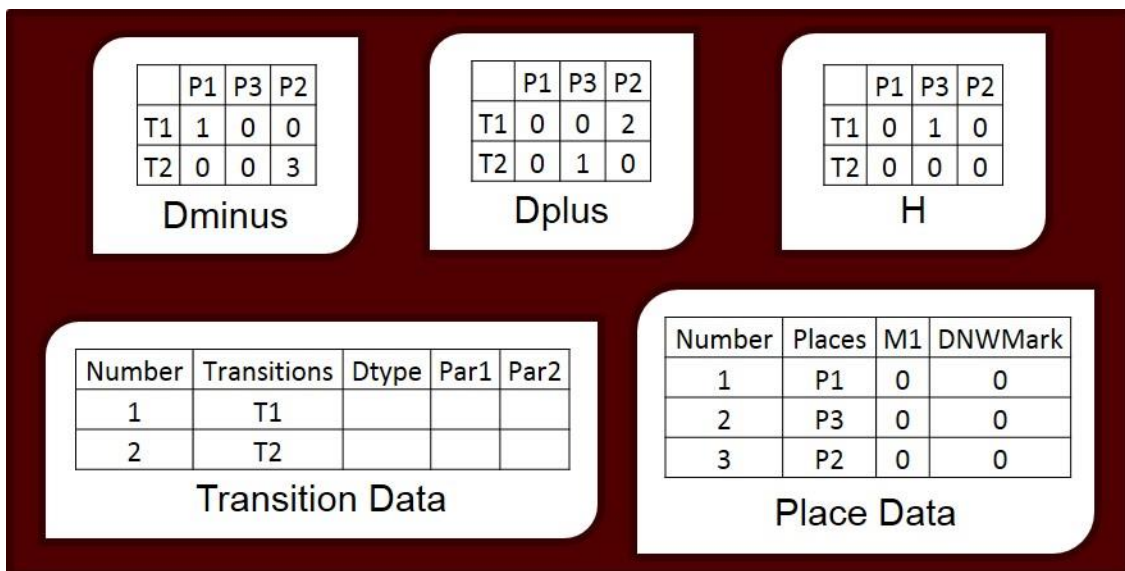 P1 P3 P2
T1 1 0 0
T2 0 0 3
Dminus
P1 P3 P2
T1 0 0 2
T2 0 1 0
Dplus
P1 P3 P2
T1 0 1 0
T2 0 0 0
H
Number Transitions Dtype Par1 Par2
1 T1
2 T2
Transition Data
Number Places M1 DNWMark
1 P1 0 0
2 P3 0 0
3 P2 0 0
Place Data